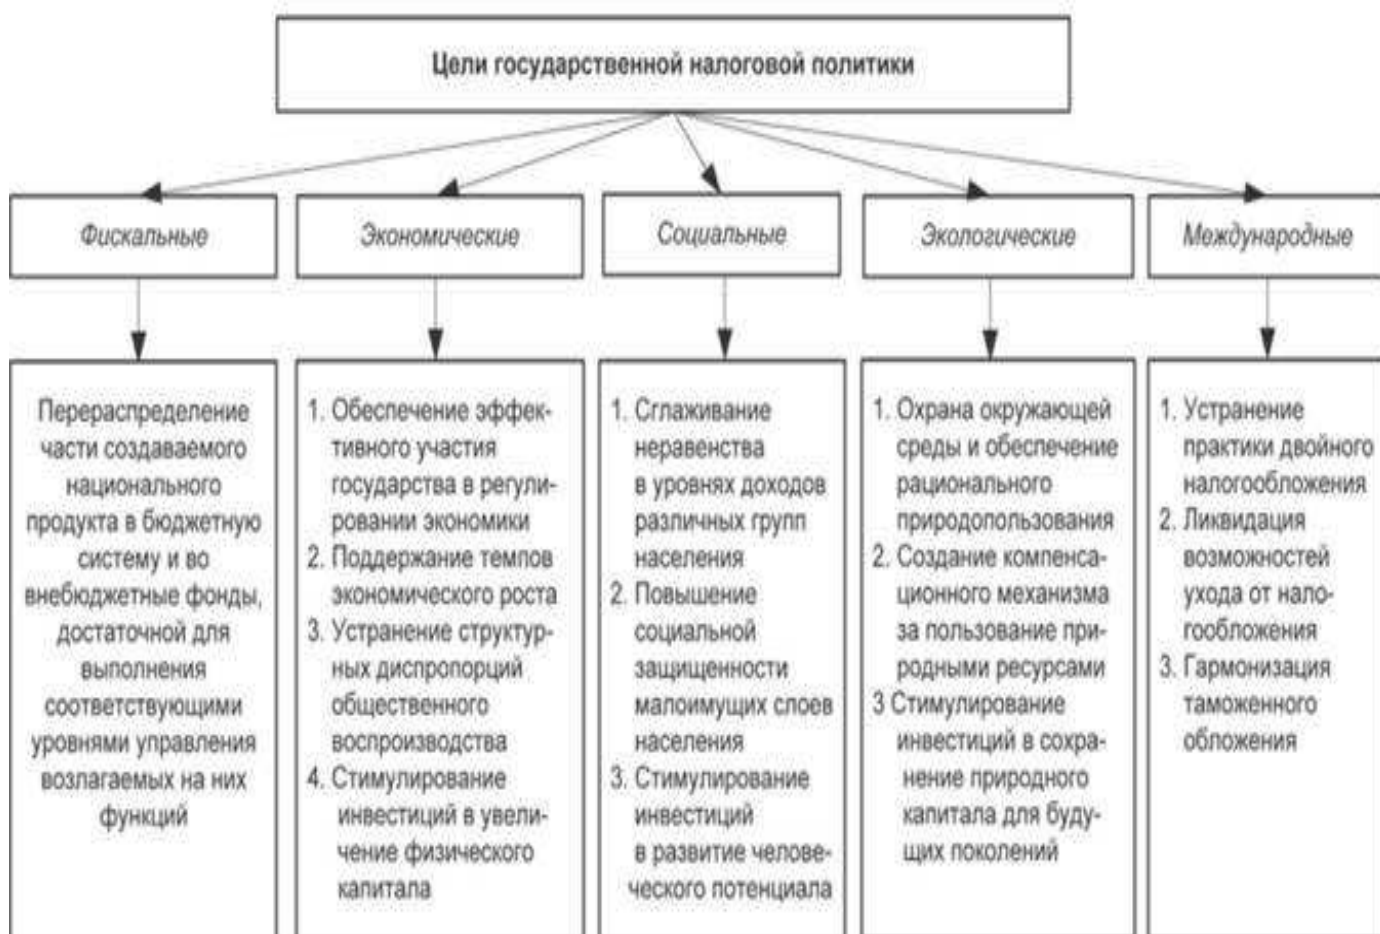 Цели государственной налоговой политики
Фискальные
Экономические
Социальные
Экологические
Международные
Перераспределение
части создаваемого
национального
продукта в бюджетную
систему и во
внебюджетные фонды,
достаточной для
выполнения
соответствующими
уровнями управления
возлагаемых на них
функций
1. Обеспечение эффек-
тивного участия
государства в регули-
ровании экономики
2. Поддержание темпов
экономического роста
3. Устранение структур-
ных диспропорций
общественного
воспроизводства
4. Стимулирование
инвестиций в увели-
чение физического
капитала
1. Сглаживание
неравенства
в уровнях доходов
различных групп
населения
2. Повышение
социальной
защищенности
малоимущих слоев
населения
3. Стимулирование
инвестиций
в развитие челове-
ческого потенциала
1. Охрана окружающей
среды и обеспечение
рационального
природопользования
2. Создание компенса-
ционного механизма
за пользование при-
родными ресурсами
3 Стимулирование
инвестиций в сохра-
нение природного
капитала для буду-
щих поколений
1. Устранение
практики двойного
налогообложения
2. Ликвидация
возможностей
ухода от нало-
гообложения
3. Гармонизация
таможенного
обложения